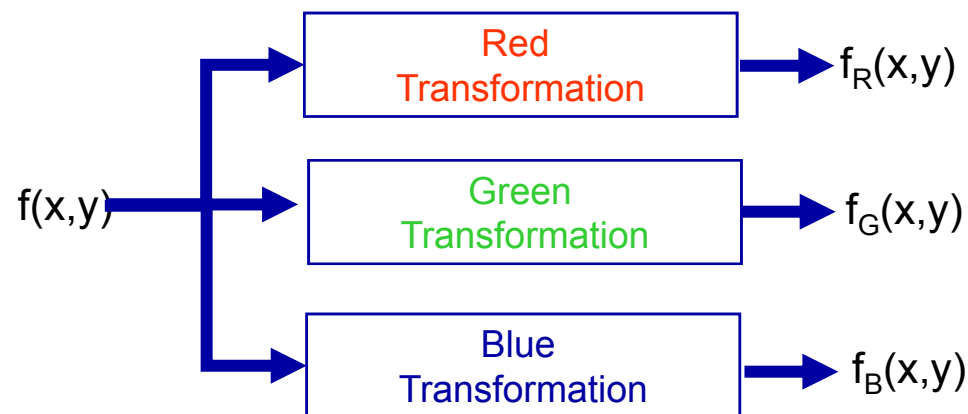 Red
Transformation
f_R(x,y)
f(x,y)
Green
Transformation
f_G(x,y)
Blue
Transformation
f_B(x,y)